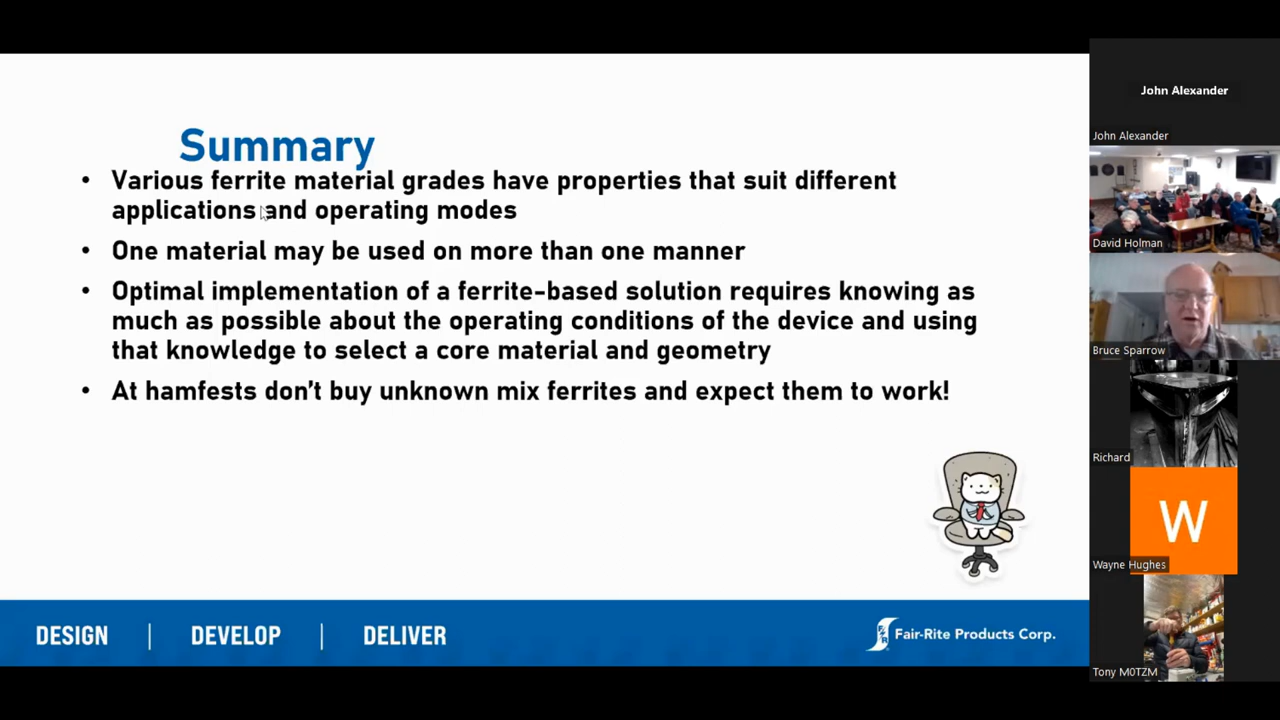 Summary
• Various ferrite material grades have properties that suit different
applications and operating modes
• One material may be used on more than one manner
• Optimal implementation of a ferrite-based solution requires knowing as
much as possible about the operating conditions of the device and using
that knowledge to select a core material and geometry
• At hamfests don't buy unknown mix ferrites and expect them to work!
DESIGN | DEVELOP | DELIVER
Fair-Rite Products Corp.
John Alexander
John Alexander
David Holman
Bruce Sparrow
Richard
W
Wayne Hughes
Tony M0TZM